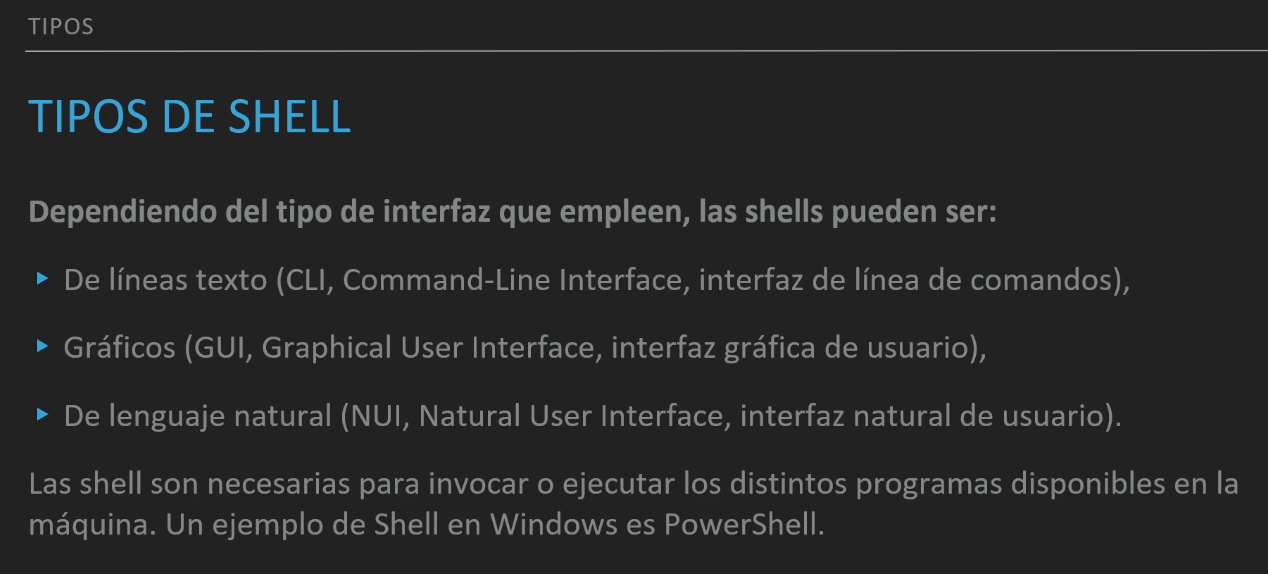 TIPOS
TIPOS DE SHELL
Dependiendo del tipo de interfaz que empleen, las shells pueden ser:
De líneas texto (CLI, Command-Line Interface, interfaz de línea de comandos),
Gráficos (GUI, Graphical User Interface, interfaz gráfica de usuario),
De lenguaje natural (NUI, Natural User Interface, interfaz natural de usuario).
Las shell son necesarias para invocar o ejecutar los distintos programas disponibles en la
máquina. Un ejemplo de Shell en Windows es PowerShell.